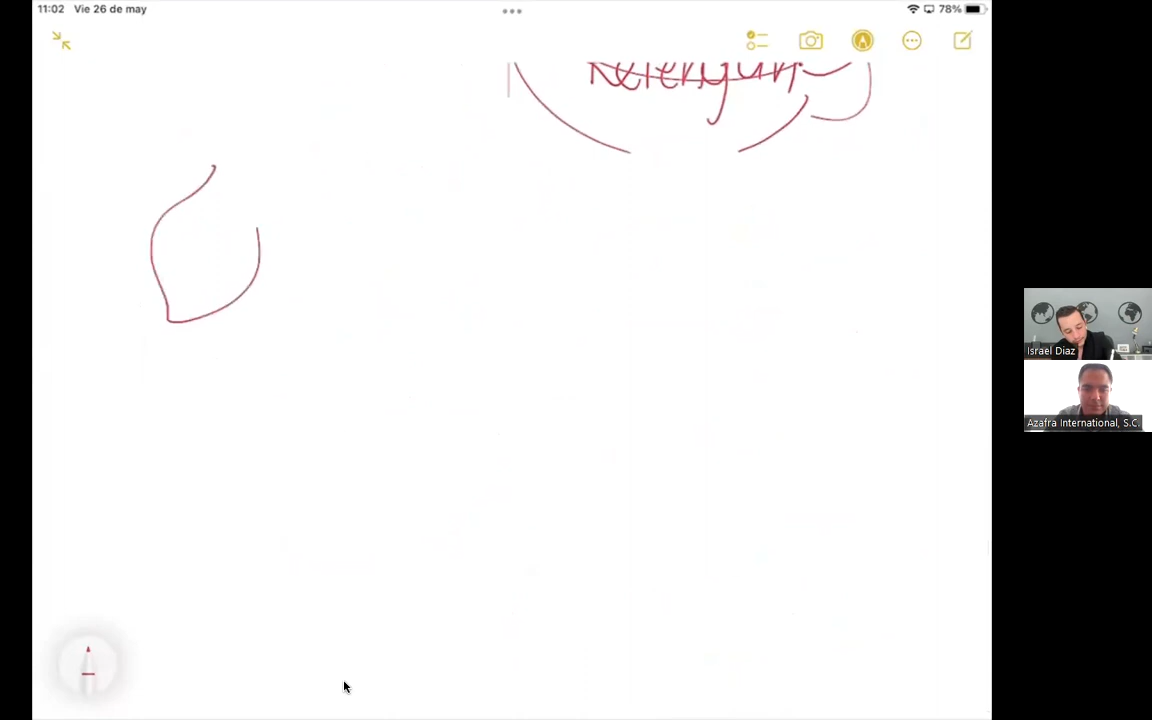 11:02 Vie 26 de may
78%
Israel Diaz
Azafra International, S.C.